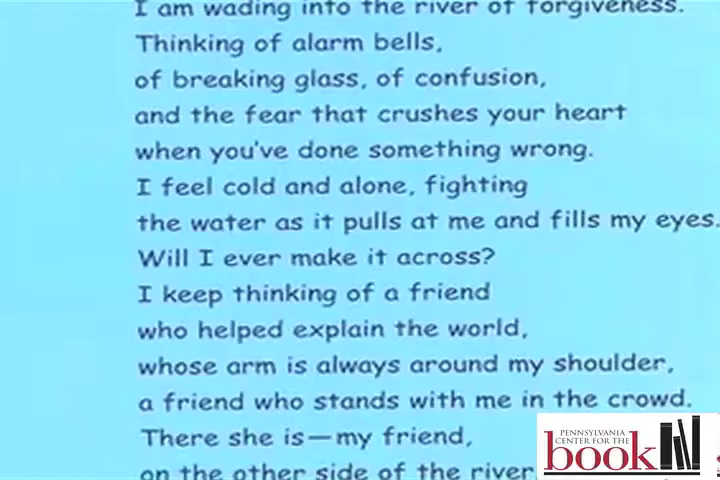 I am wading into the river of forgiveness.
Thinking of alarm bells,
of breaking glass, of confusion,
and the fear that crushes your heart
when you've done something wrong.
I feel cold and alone, fighting
the water as it pulls at me and fills my eyes.
Will I ever make it across?
I keep thinking of a friend
who helped explain the world,
whose arm is always around my shoulder,
a friend who stands with me in the crowd.
There she is—my friend,
on the other side of the river
PENNSYLVANIA
CENTER FOR THE
book